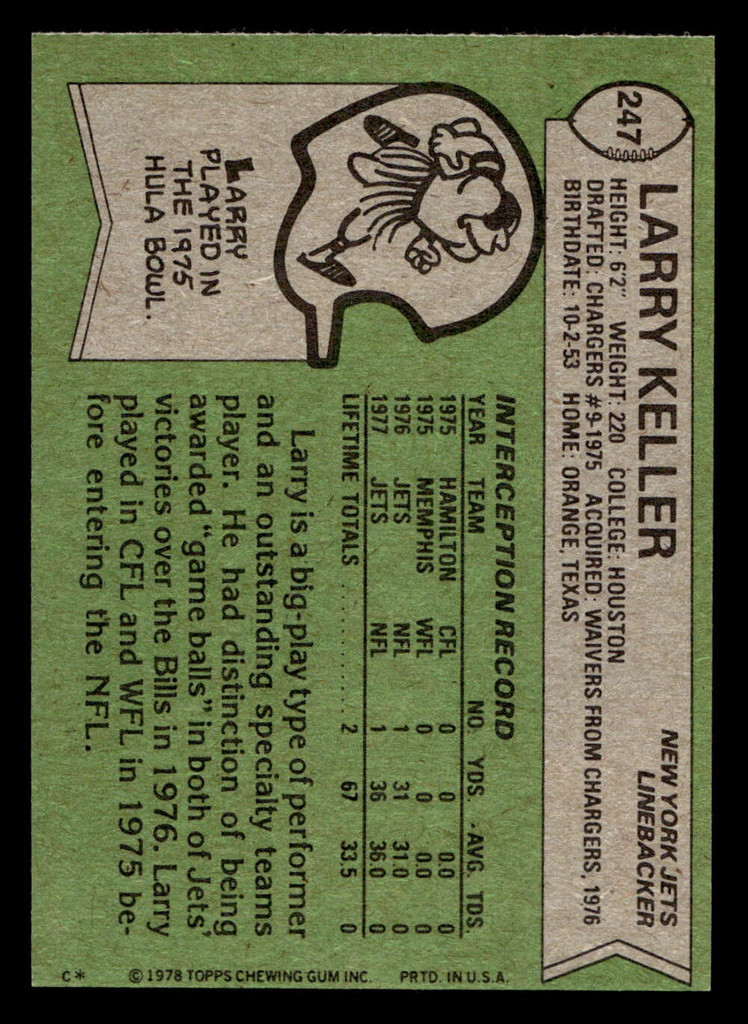 247
LARRY KELLER
NEW YORK JETS
LINEBACKER
HEIGHT: 6'2" WEIGHT: 220 COLLEGE: HOUSTON
DRAFTED: CHARGERS #9-1975 ACQUIRED: WAIVERS FROM CHARGERS, 1976
BIRTHDATE: 10-2-53 HOME: ORANGE, TEXAS
LARRY
PLAYED IN
THE 1975
HULA BOWL.
INTERCEPTION RECORD
YEAR TEAM NO. YDS. AVG. TDS.
1975 HAMILTON CFL 0 0 0.0 0
1975 MEMPHIS WFL 0 0 0.0 0
1976 JETS NFL 1 31 31.0 0
1977 JETS NFL 1 36 36.0 0
LIFETIME TOTALS ........... 2 67 33.5 0
Larry is a big-play type of performer
and an outstanding specialty teams
player. He had distinction of being
awarded "game balls" in both of Jets'
victories over the Bills in 1976. Larry
played in CFL and WFL in 1975 be-
fore entering the NFL.
C* © 1978 TOPPS CHEWING GUM INC. PRTD. IN U.S.A.